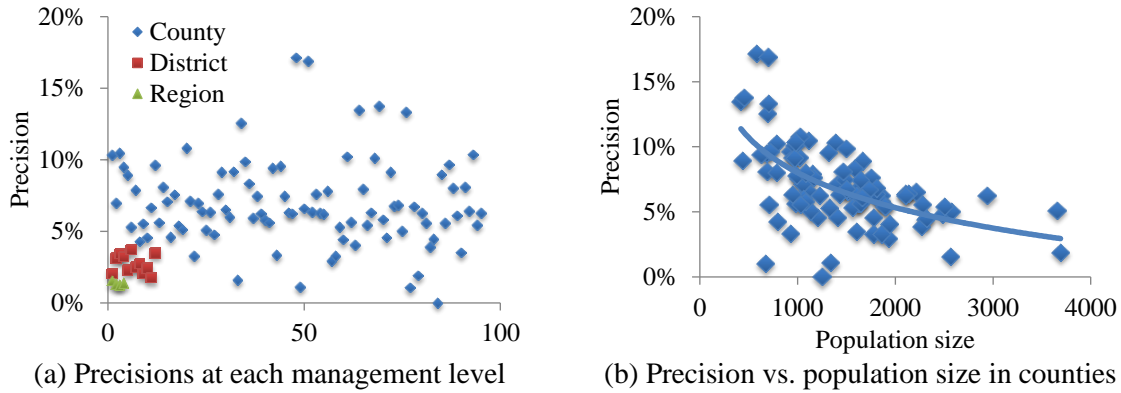 20%
15%
10%
5%
0%
Precision
County
District
Region
0
50
100
(a) Precisions at each management level
20%
15%
10%
5%
0%
Precision
0
1000
2000
3000
4000
Population size
(b) Precision vs. population size in counties